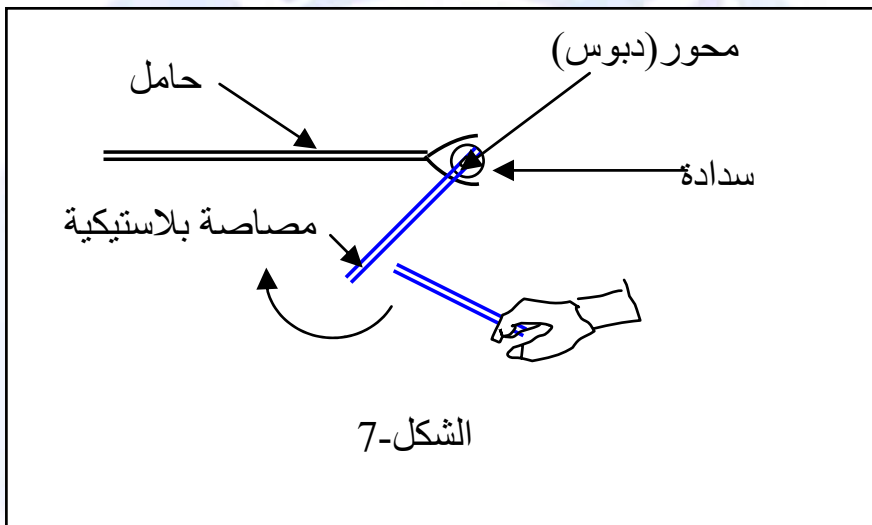 محور(دبوس)
حامل
سدادة
مصاصة بلاستيكية
الشكل-7